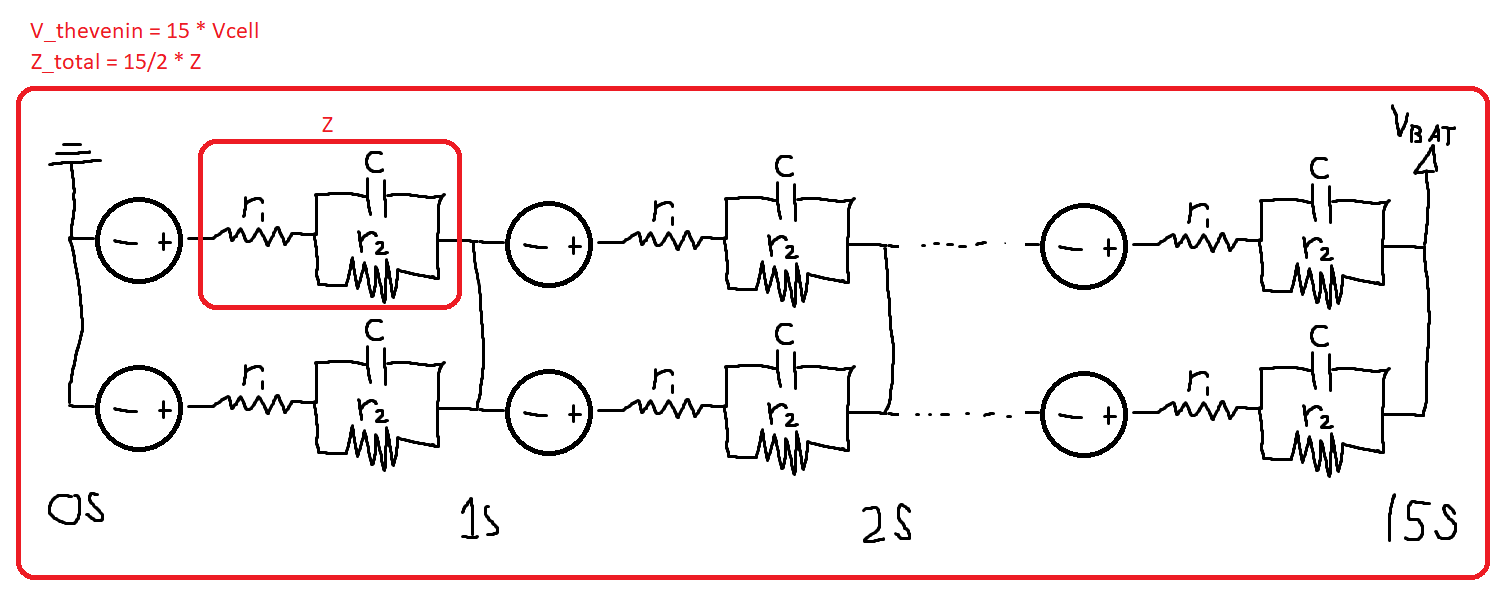 V_thevenin = 15 * Vcell
Z_total = 15/2 * Z
Z
VBAT
C C C
r1 r1 r1
r2 r2 r2
C C C
r1 r1 r1
r2 r2 r2
0S 1S 2S 15S